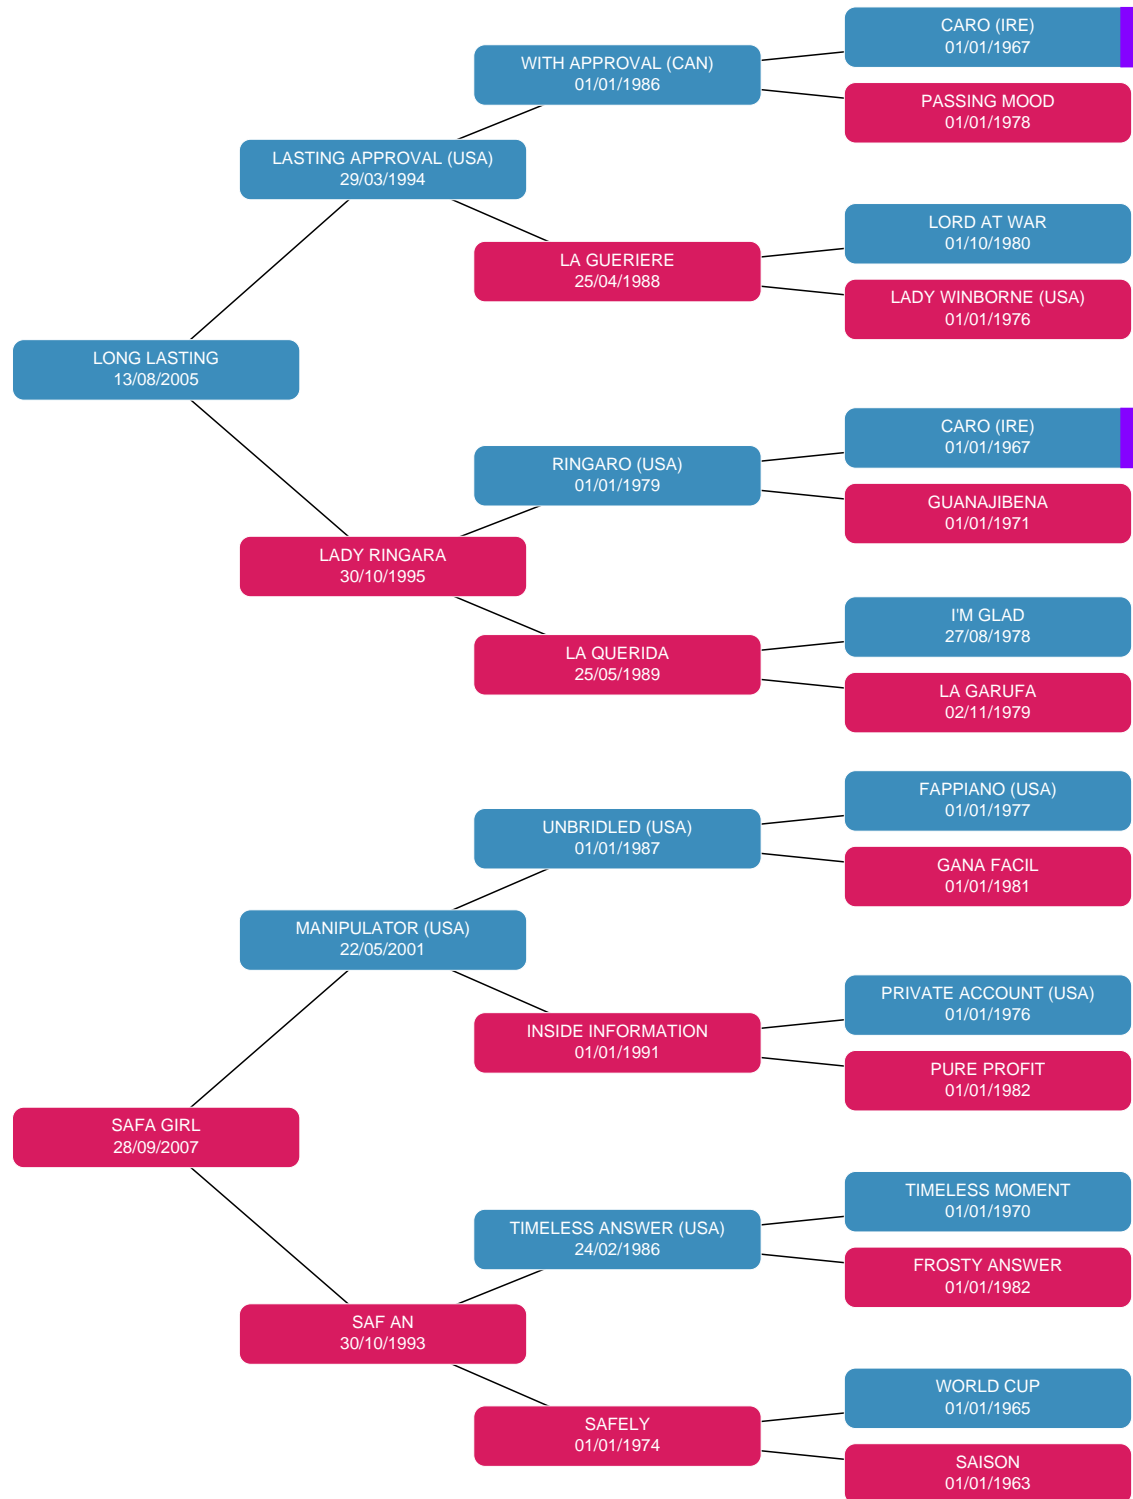 CARO (IRE)
01/01/1967
WITH APPROVAL (CAN)
01/01/1986
PASSING MOOD
01/01/1978
LASTING APPROVAL (USA)
29/03/1994
LORD AT WAR
01/10/1980
LA GUERIERE
25/04/1988
LADY WINBORNE (USA)
01/01/1976
LONG LASTING
13/08/2005
CARO (IRE)
01/01/1967
RINGARO (USA)
01/01/1979
GUANAJIBENA
01/01/1971
LADY RINGARA
30/10/1995
I'M GLAD
27/08/1978
LA QUERIDA
25/05/1989
LA GARUFA
02/11/1979
FAPPIANO (USA)
01/01/1977
UNBRIDLED (USA)
01/01/1987
GANA FACIL
01/01/1981
MANIPULATOR (USA)
22/05/2001
PRIVATE ACCOUNT (USA)
01/01/1976
INSIDE INFORMATION
01/01/1991
PURE PROFIT
01/01/1982
SAFA GIRL
28/09/2007
TIMELESS MOMENT
01/01/1970
TIMELESS ANSWER (USA)
24/02/1986
FROSTY ANSWER
01/01/1982
SAF AN
30/10/1993
WORLD CUP
01/01/1965
SAFELY
01/01/1974
SAISON
01/01/1963